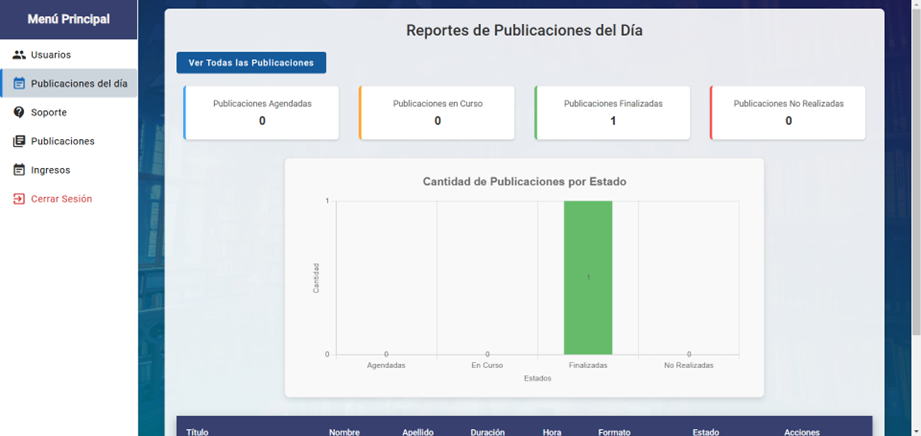 Menú Principal
Usuarios
Publicaciones del día
Soporte
Publicaciones
Ingresos
Cerrar Sesión
Reportes de Publicaciones del Día
Ver Todas las Publicaciones
Publicaciones Agendadas
0
Publicaciones en Curso
0
Publicaciones Finalizadas
1
Publicaciones No Realizadas
0
Cantidad de Publicaciones por Estado
1
Cantidad
1
0
0 0 0
Agendadas En Curso Finalizadas No Realizadas
Estados
Título Nombre Apellido Duración Hora Formato Estado Acciones